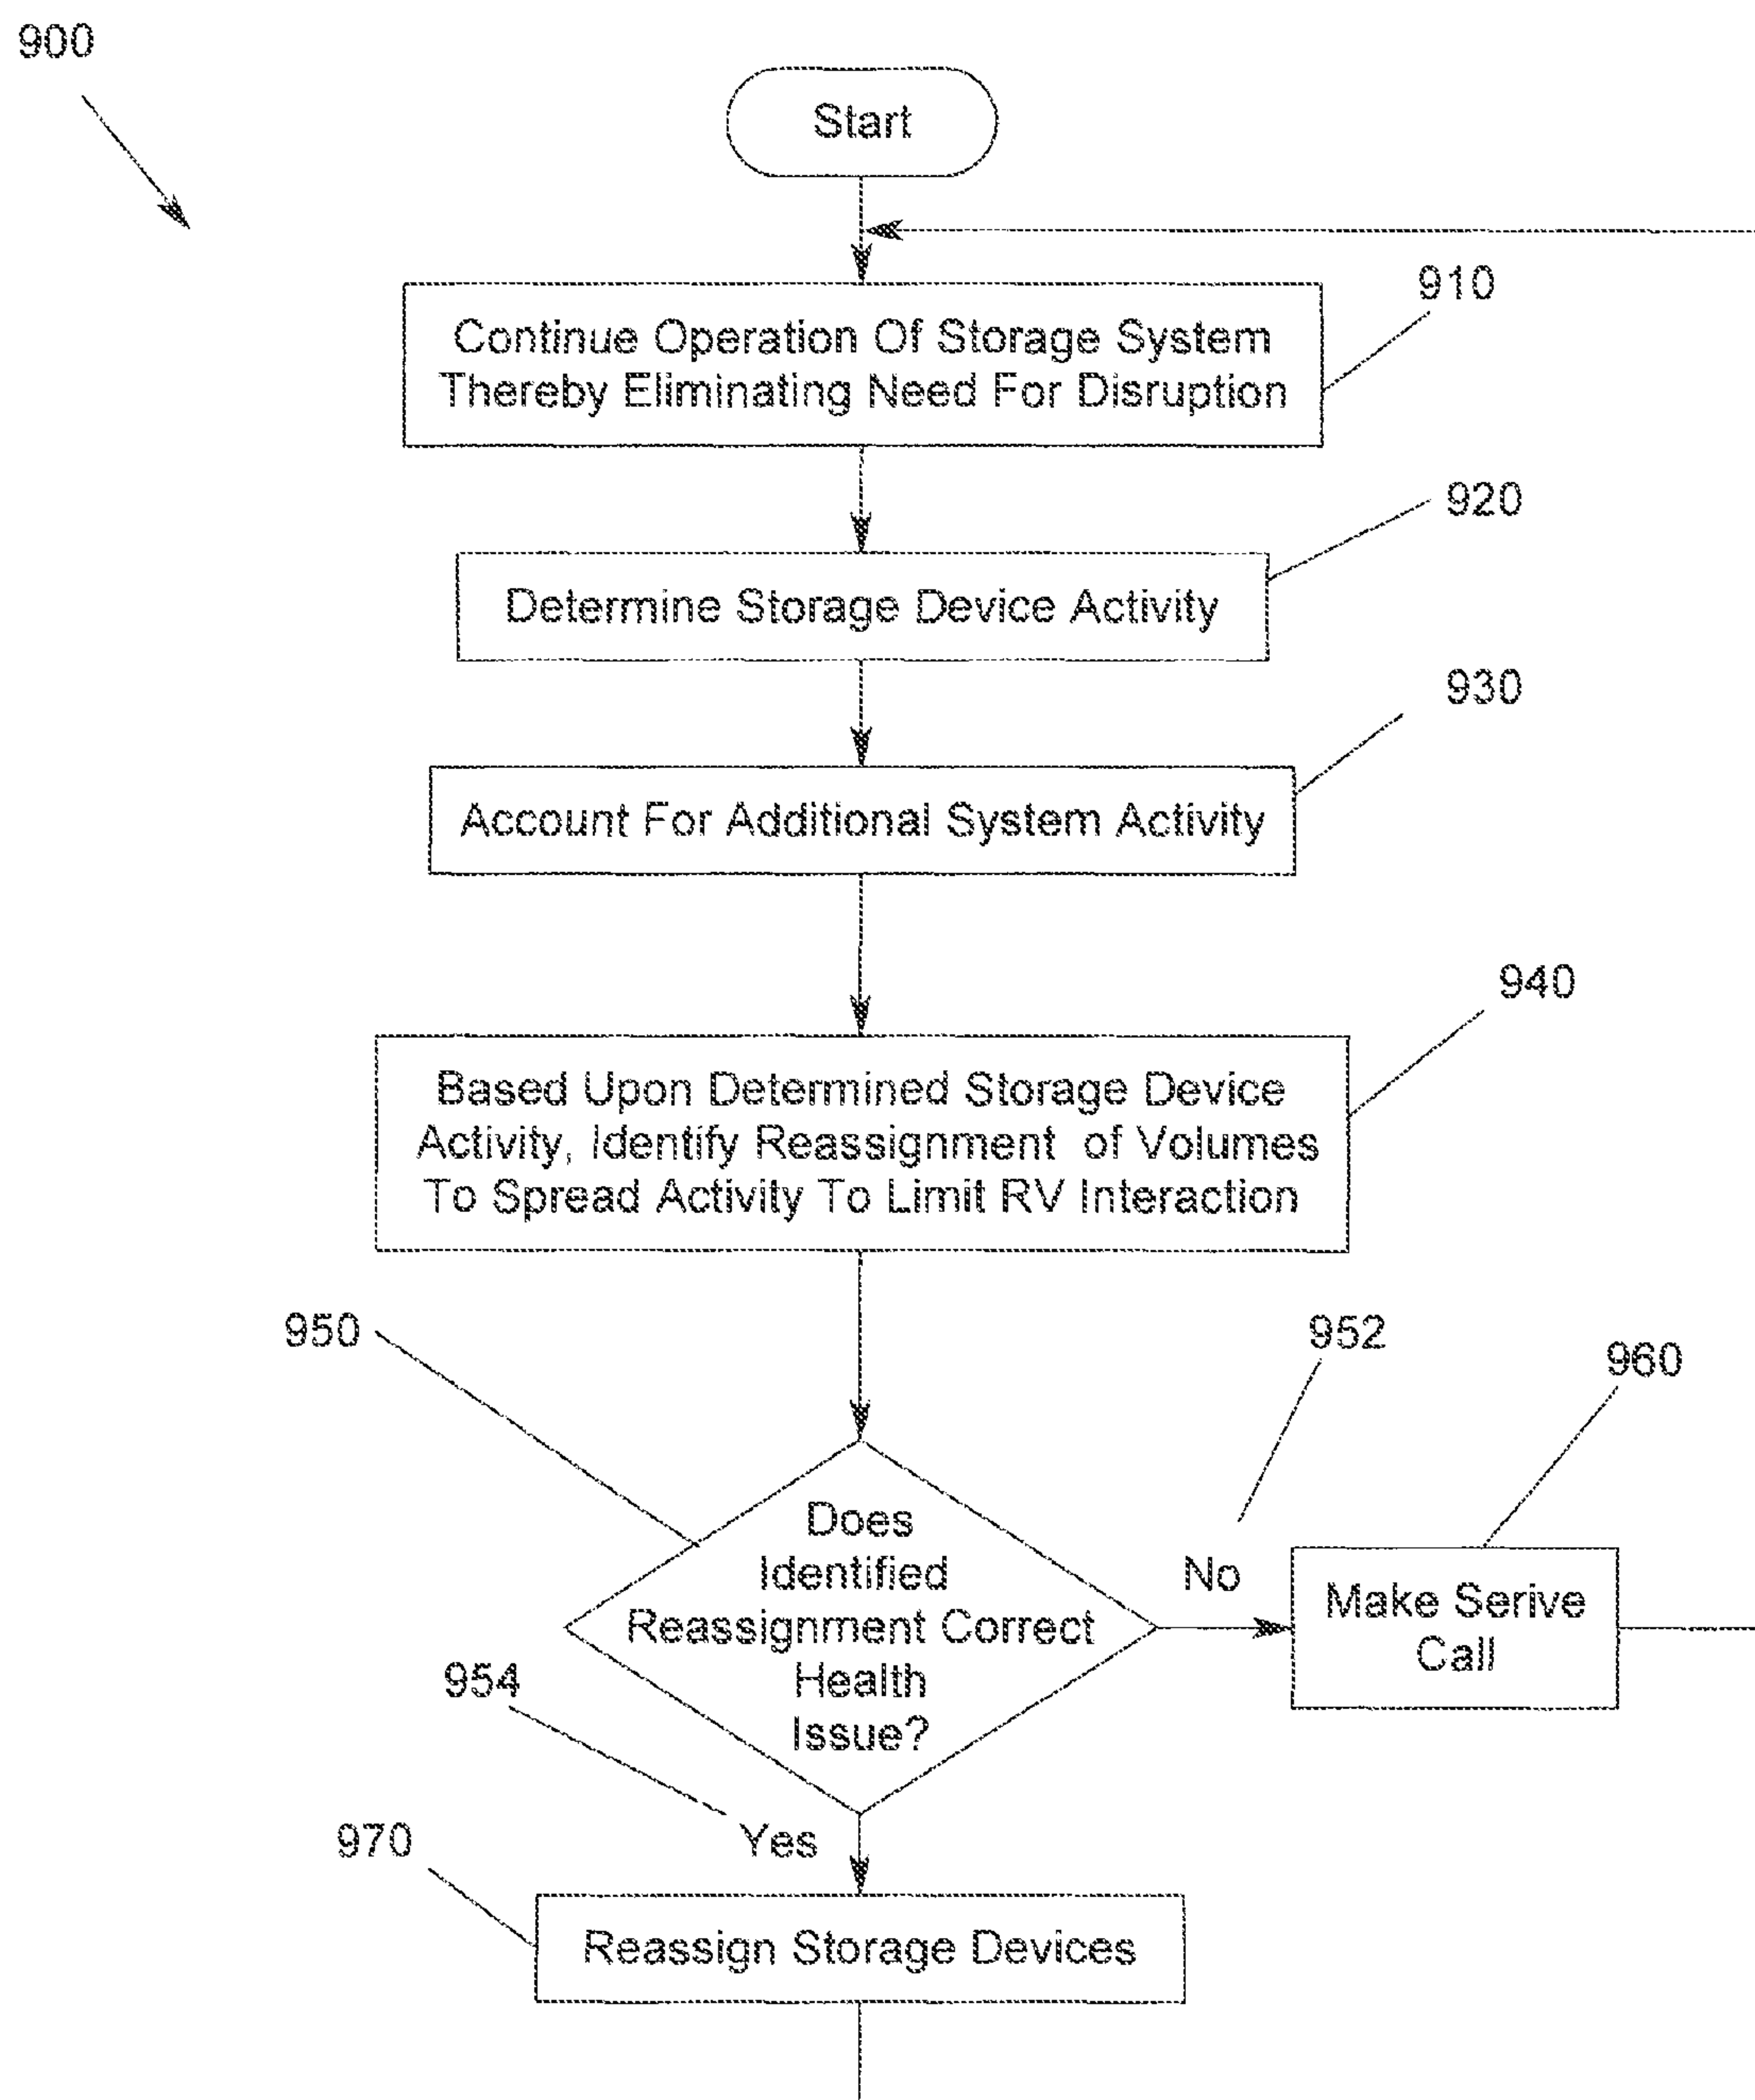 900
Start
910
Continue Operation Of Storage System
Thereby Eliminating Need For Disruption
920
Determine Storage Device Activity
930
Account For Additional System Activity
940
Based Upon Determined Storage Device
Activity, Identify Reassignment of Volumes
To Spread Activity To Limit RV Interaction
950
952
960
Does
Identified
Reassignment Correct
Health
Issue?
No
Make Serive
Call
954
Yes
970
Reassign Storage Devices